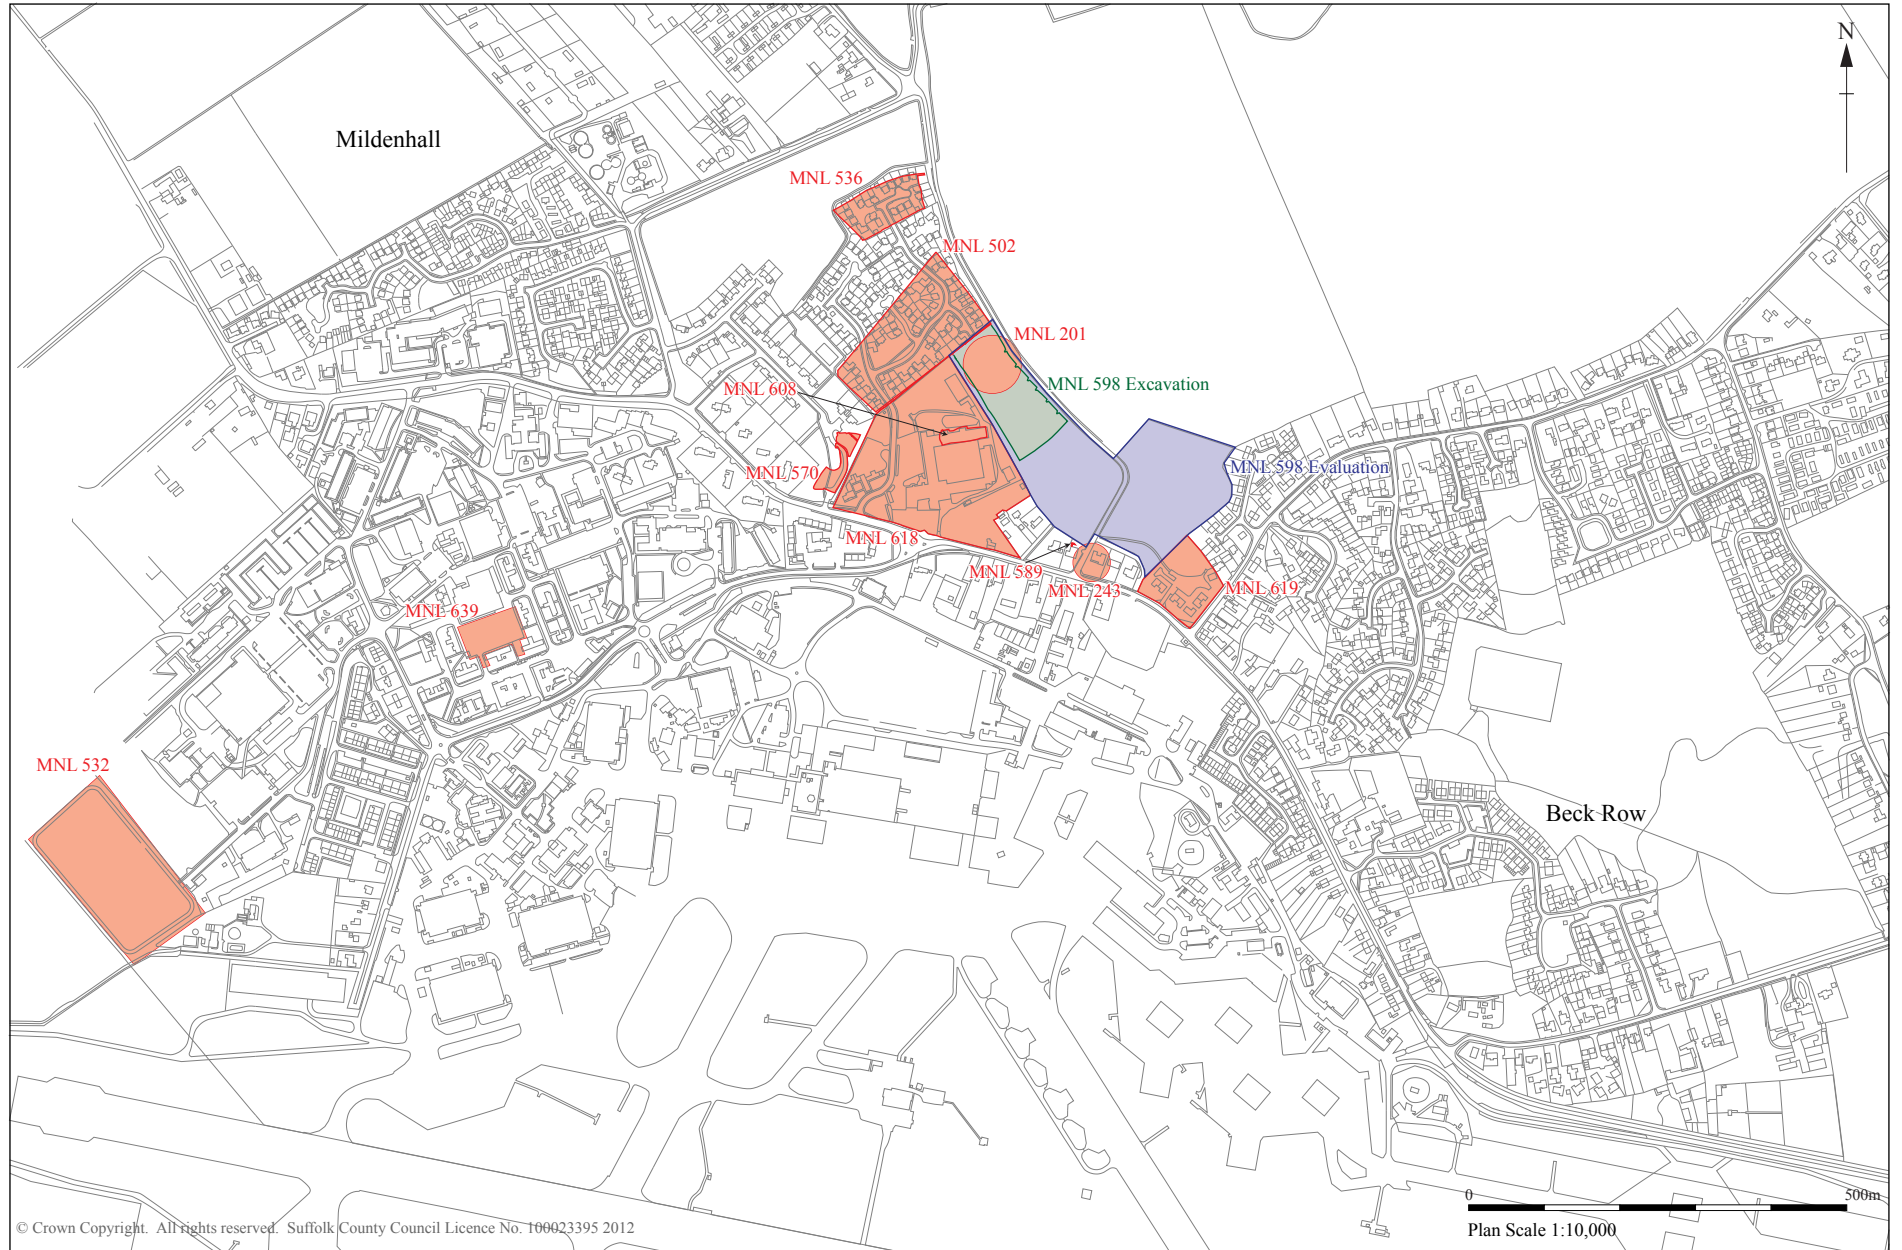 N
Mildenhall
MNL 536
MNL 502
MNL 201
MNL 598 Excavation
MNL 608
MNL 570
MNL 598 Evaluation
MNL 618
MNL 589
MNL 243
MNL 619
MNL 639
MNL 532
Beck Row
0 500m
Plan Scale 1:10,000
© Crown Copyright. All rights reserved. Suffolk County Council Licence No. 100023395 2012